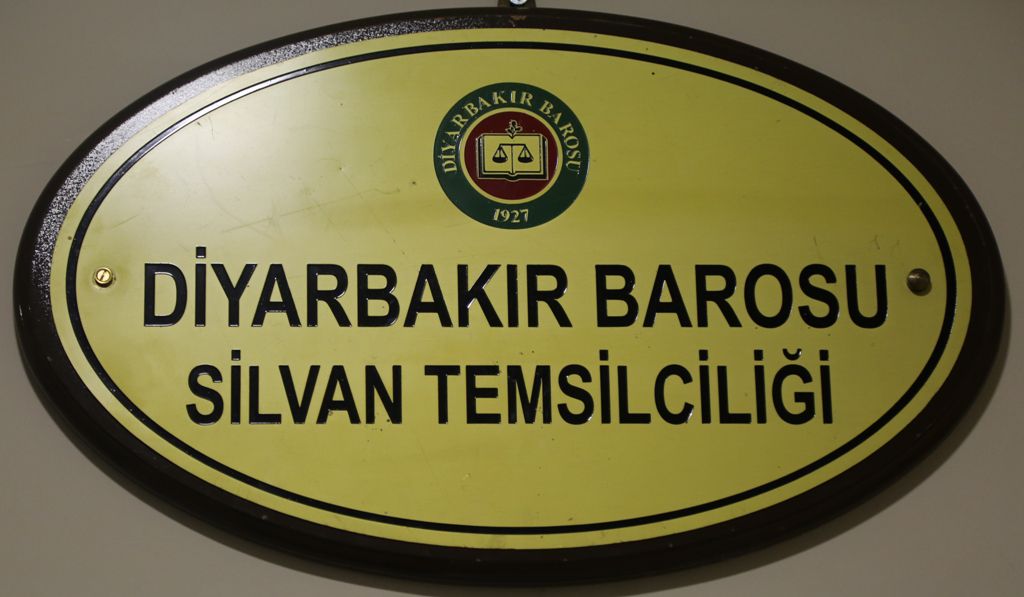 DİYARBAKIR BAROSU
1927
DİYARBAKIR BAROSU
SİLVAN TEMSİLCİLİĞİ